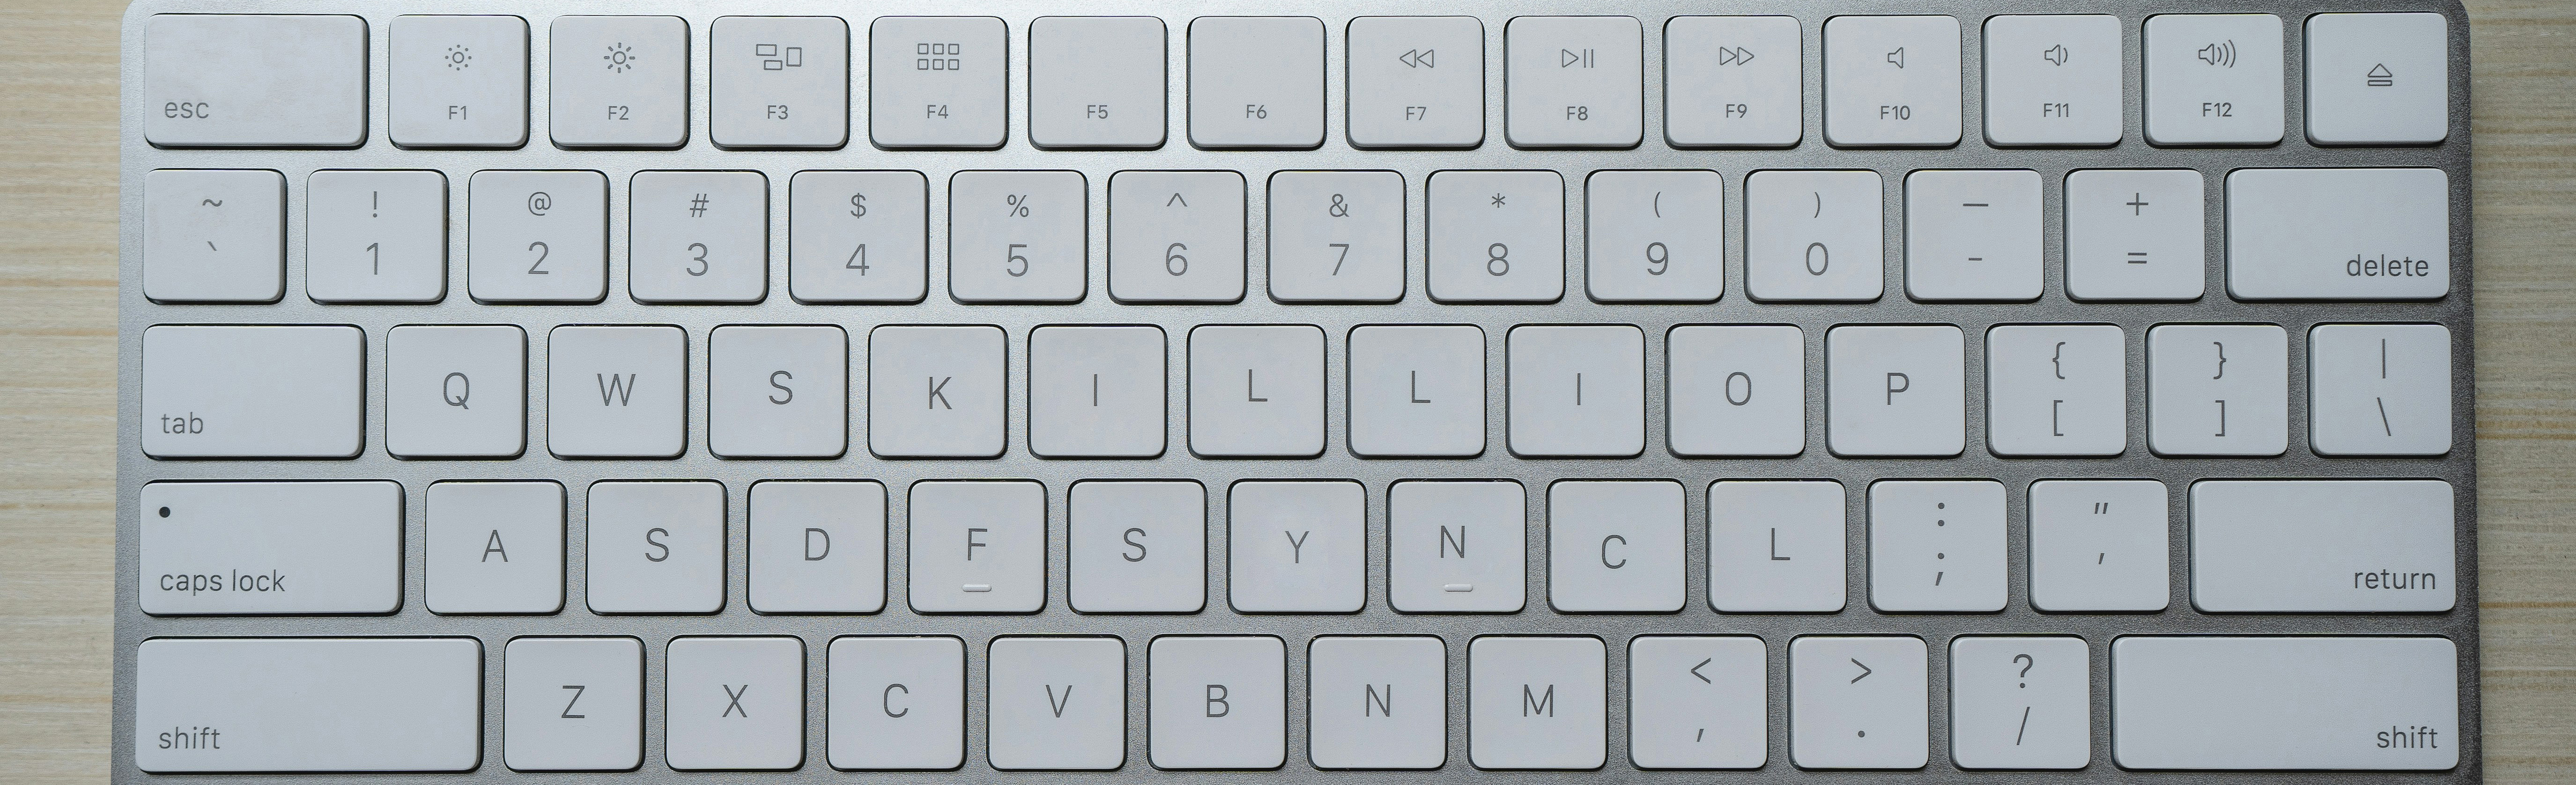 esc F1 F2 F3 F4 F5 F6 F7 F8 F9 F10 F11 F12
~ ! @ # $ % ^ & * ( ) — +
` 1 2 3 4 5 6 7 8 9 0 - = delete
tab Q W S K I L L I O P { } |
[ ] \
caps lock A S D F S Y N C L : "
; ' return
shift Z X C V B N M < > ?
, . / shift